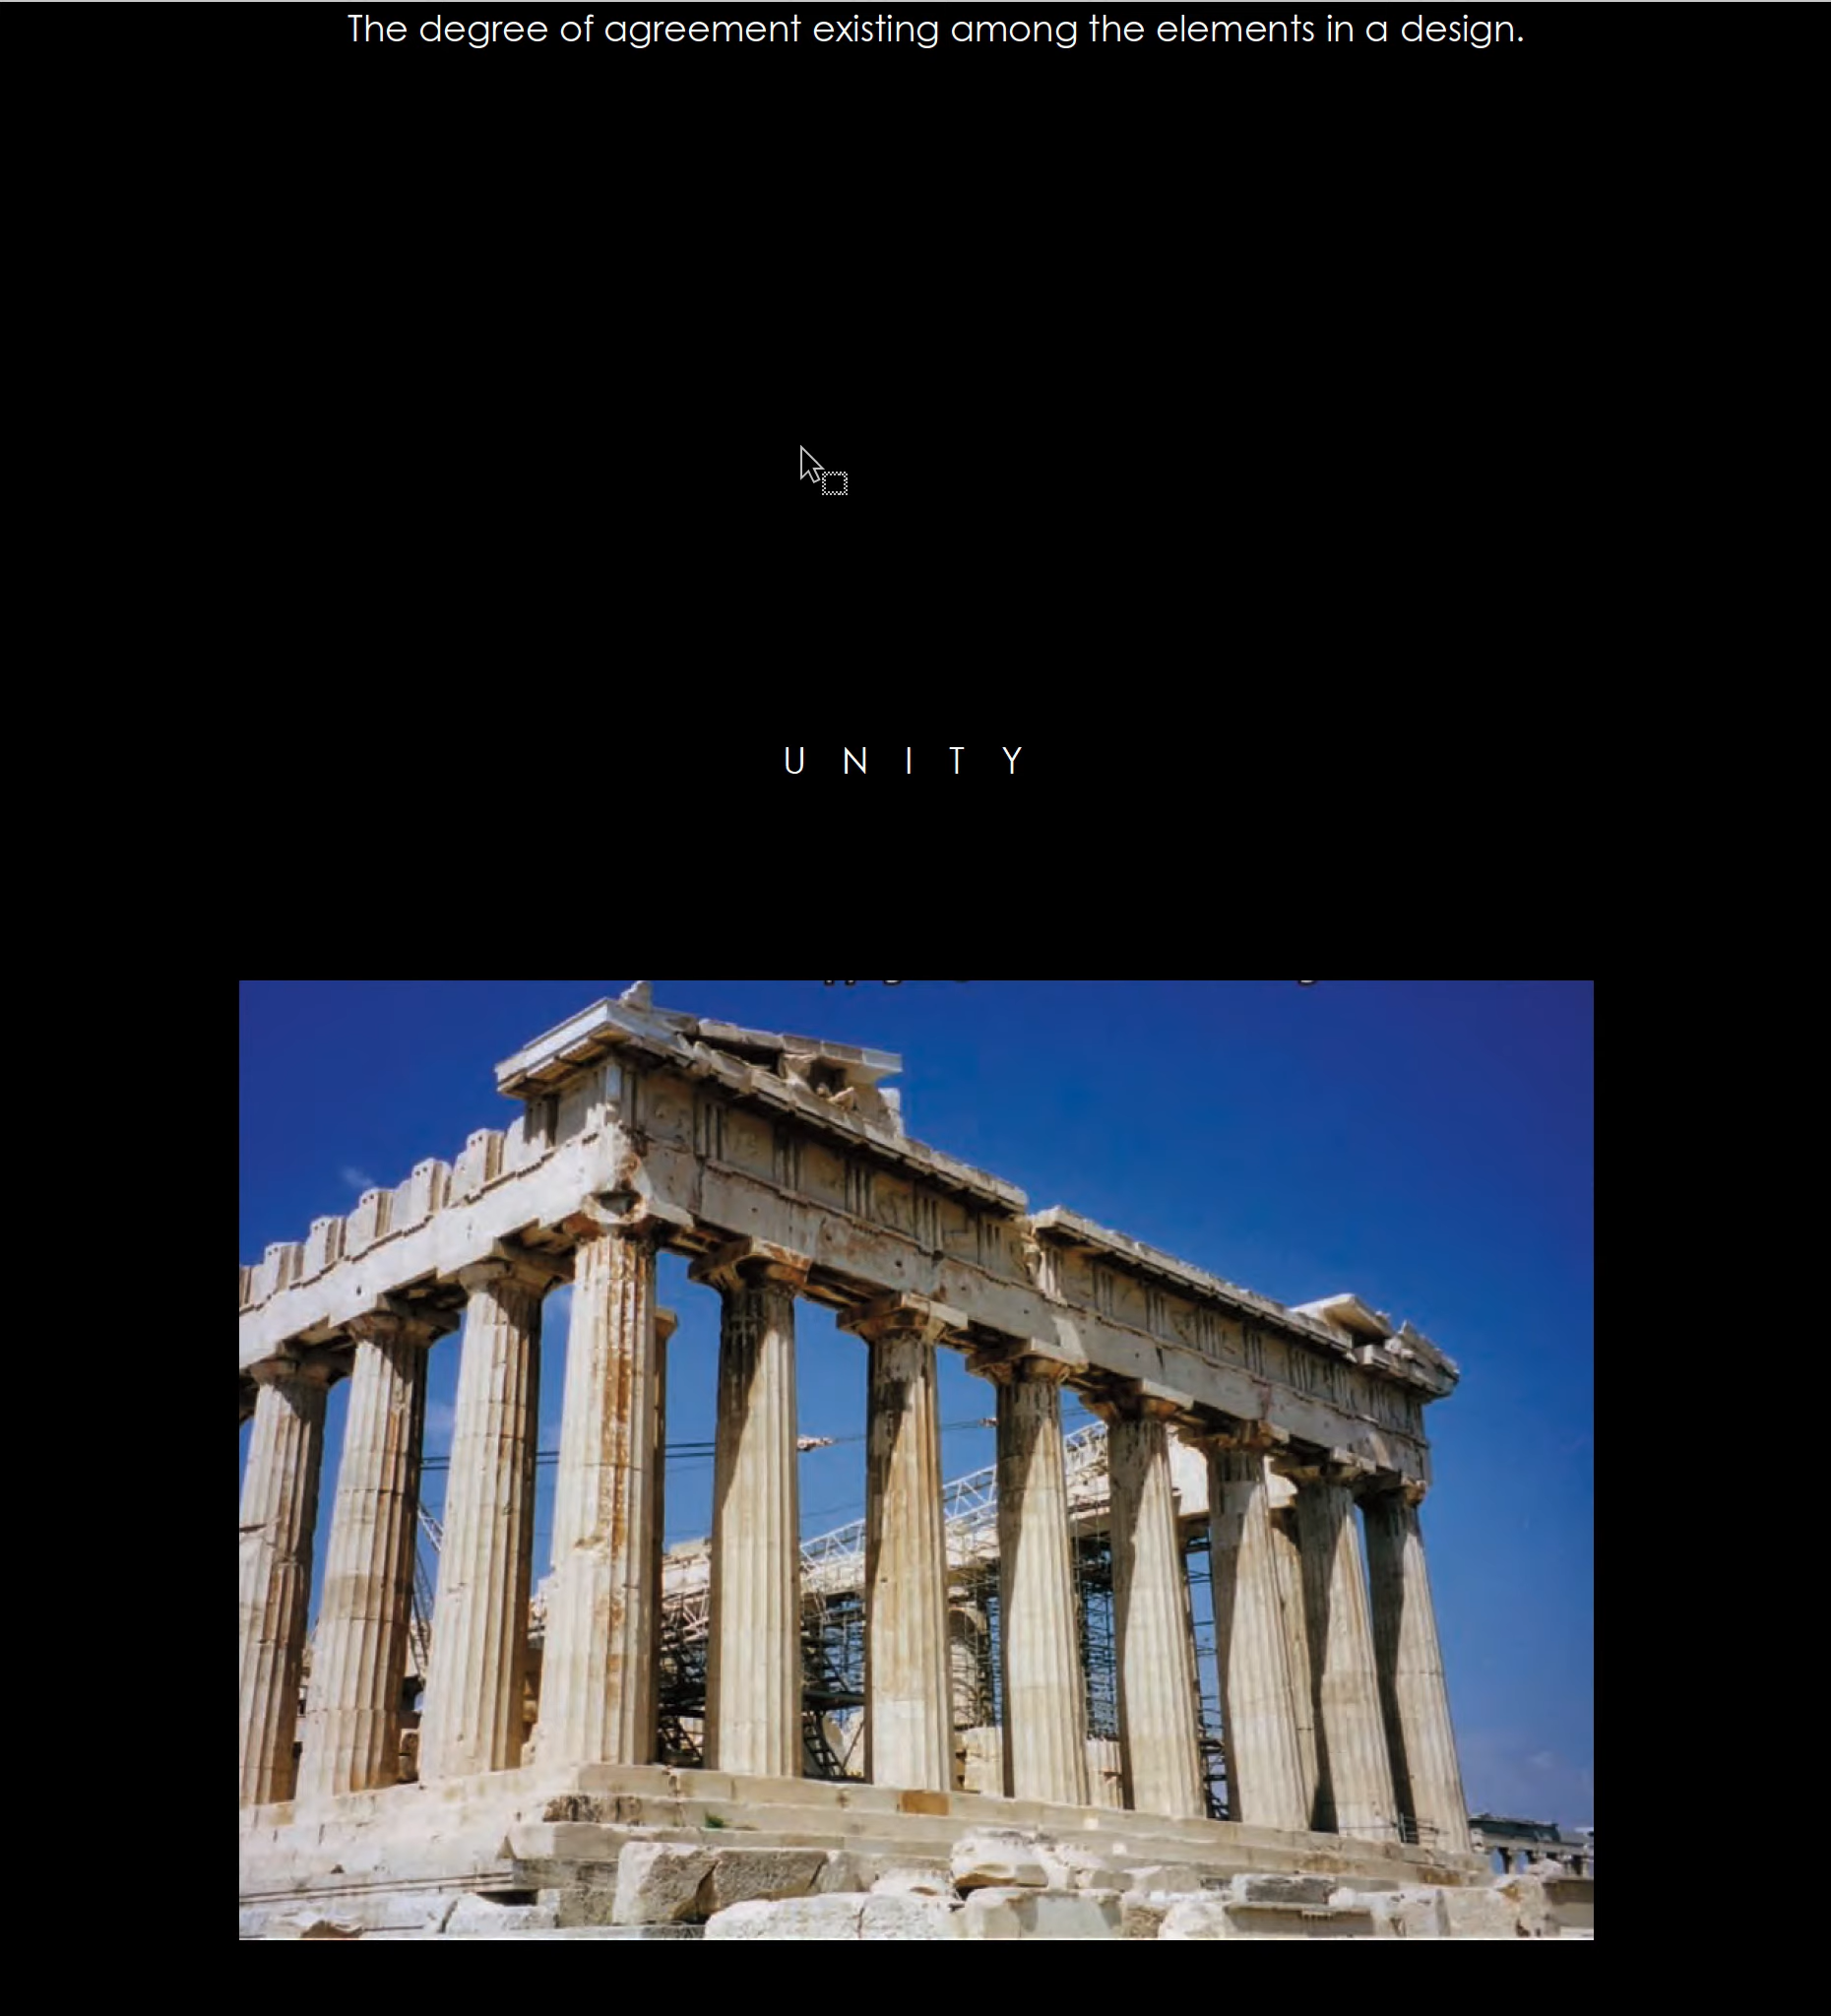 The degree of agreement existing among the elements in a design.
U N I T Y